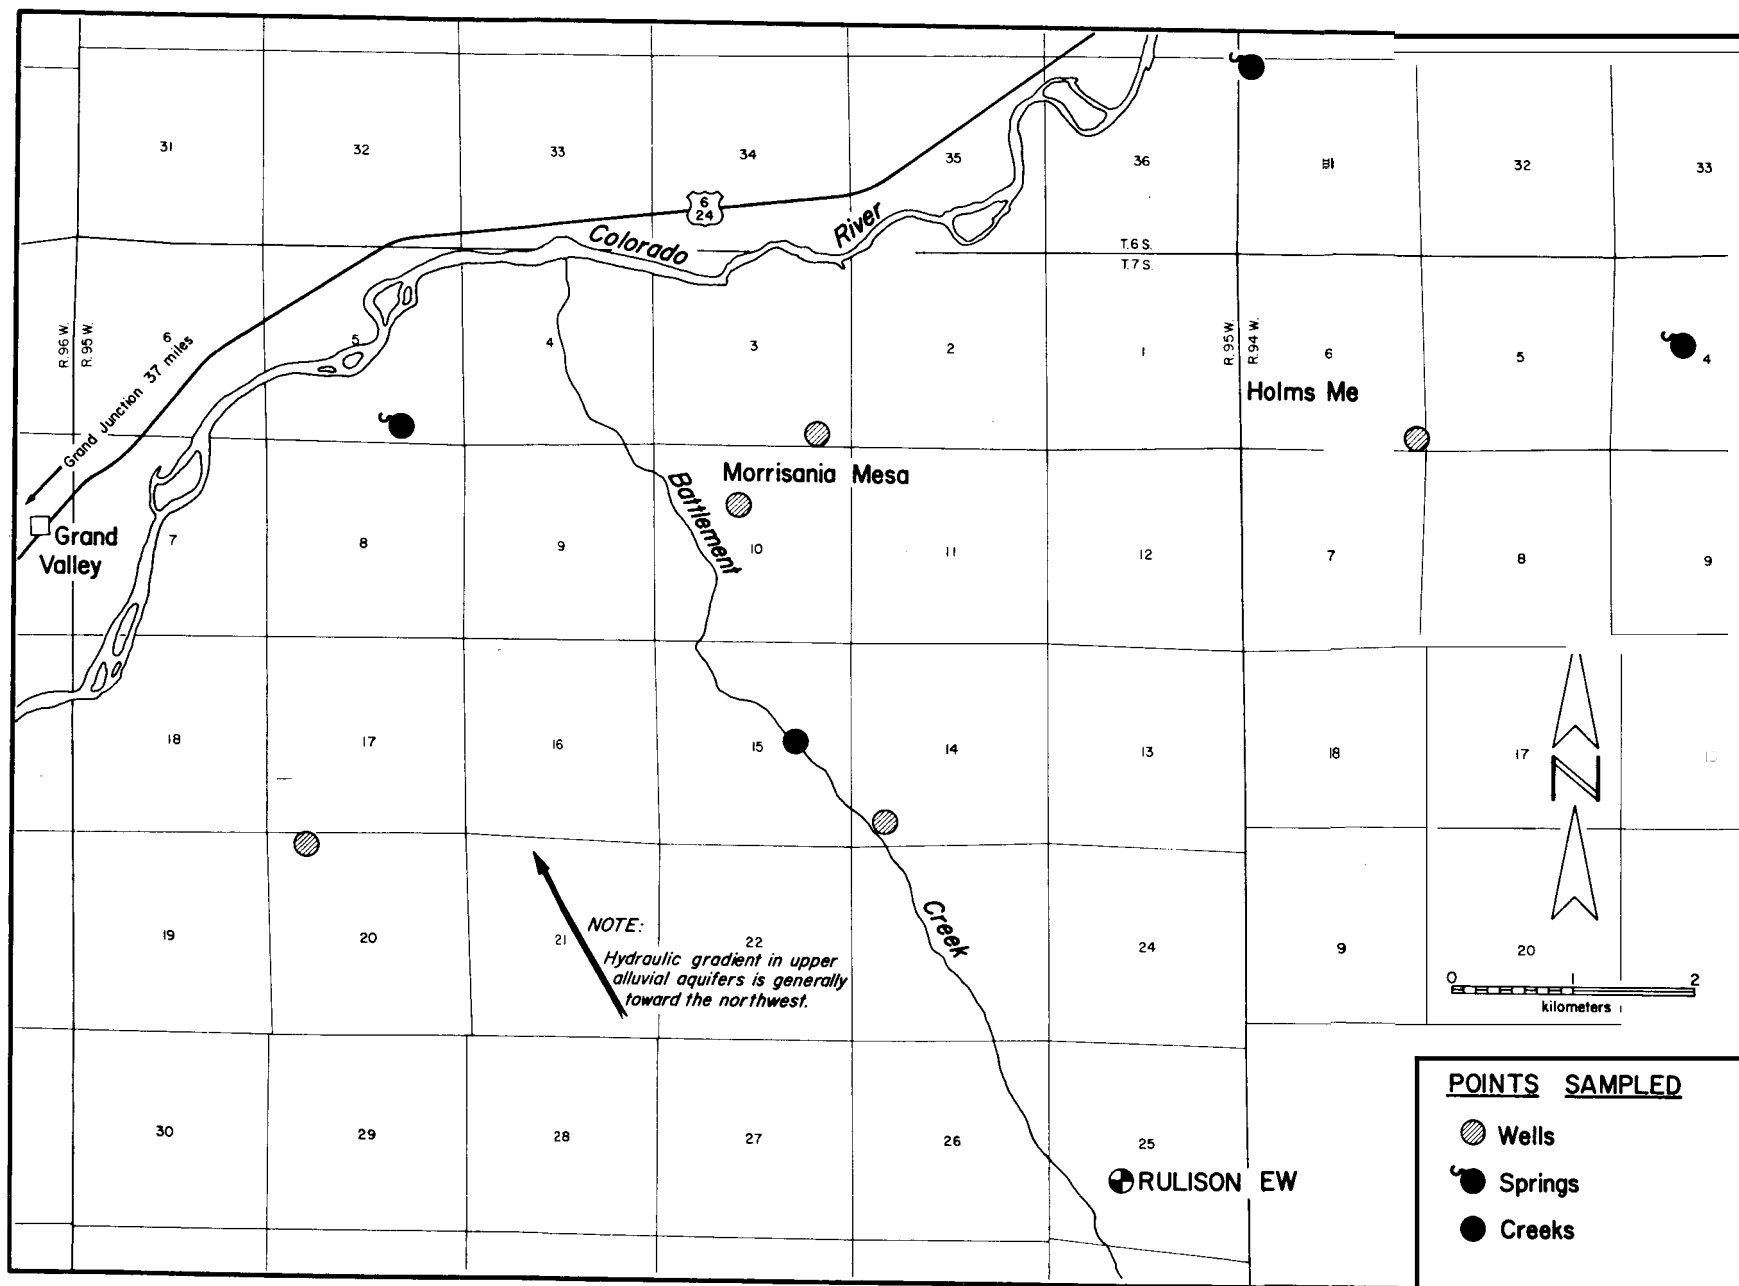 31
32
33
34
35
36
31
32
33
6
24
Colorado
River
T.6 S.
T.7 S.
R.96 W.
R.95 W.
6
5
4
3
2
1
R.95 W.
R.94 W.
6
5
4
Grand Junction 37 miles
Holms Me
Morrisania Mesa
Battlement
Grand
Valley
7
8
9
10
11
12
7
8
9
18
17
16
15
14
13
18
17
N
19
20
21
22
24
9
20
Creek
NOTE:
Hydraulic gradient in upper
alluvial aquifers is generally
toward the northwest.
0 1 2
kilometers
30
29
28
27
26
25
RULISON EW
POINTS SAMPLED
Wells
Springs
Creeks